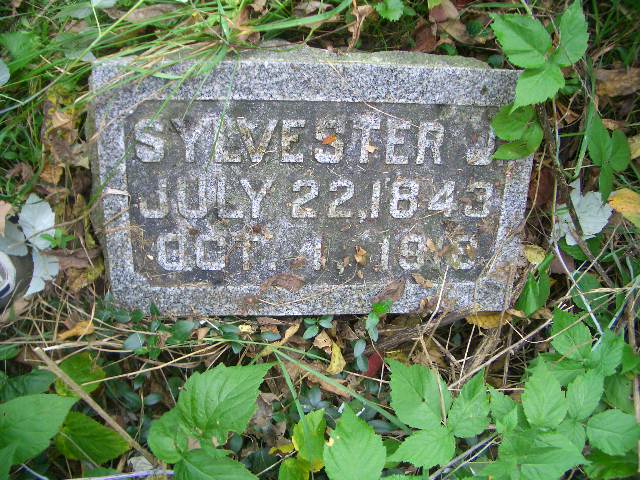 SYLVESTER J
JULY 22, 1843
OCT. 1,